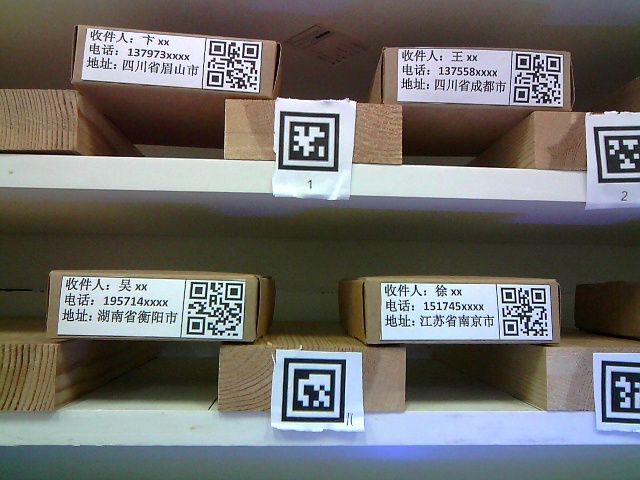 收件人: 卞 xx
电话: 137973xxxx
地址: 四川省眉山市
收件人: 王 xx
电话: 137558xxxx
地址: 四川省成都市
1
2
收件人: 吴 xx
电话: 195714xxxx
地址: 湖南省衡阳市
收件人: 徐 xx
电话: 151745xxxx
地址: 江苏省南京市